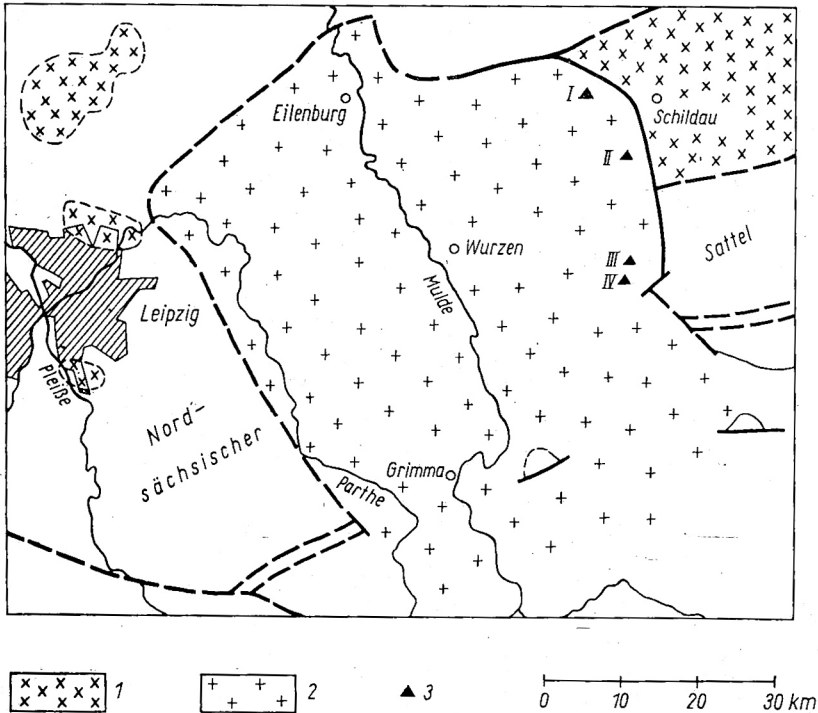 Eilenburg
I
Schildau
II
Wurzen
Sattel
III
IV
Leipzig
Mulde
Pleiße
Nord-
sächsischer
Grimma
Parthe
1
2
3
0 10 20 30 km